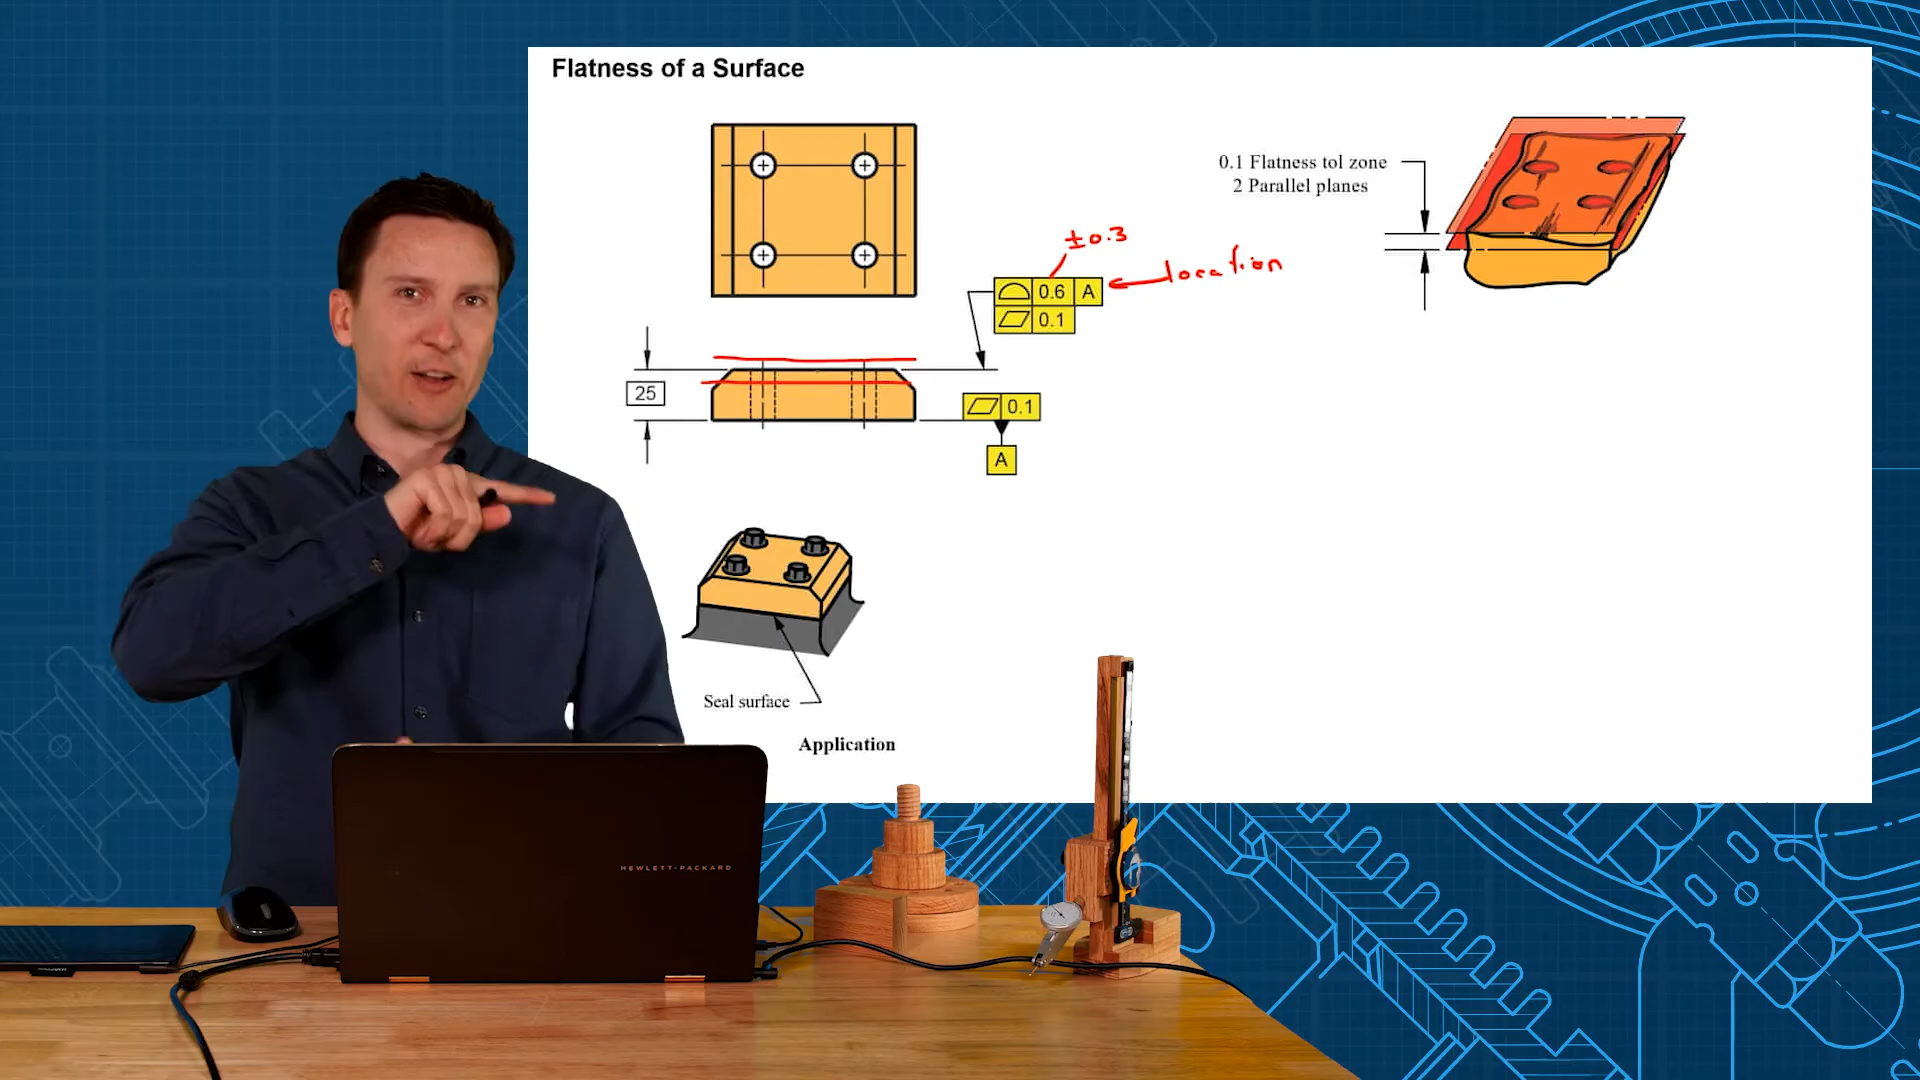 Flatness of a Surface
0.1 Flatness tol zone
2 Parallel planes
±0.3
location
0.6 A
0.1
25
0.1
A
Seal surface
Application
HEWLETT-PACKARD